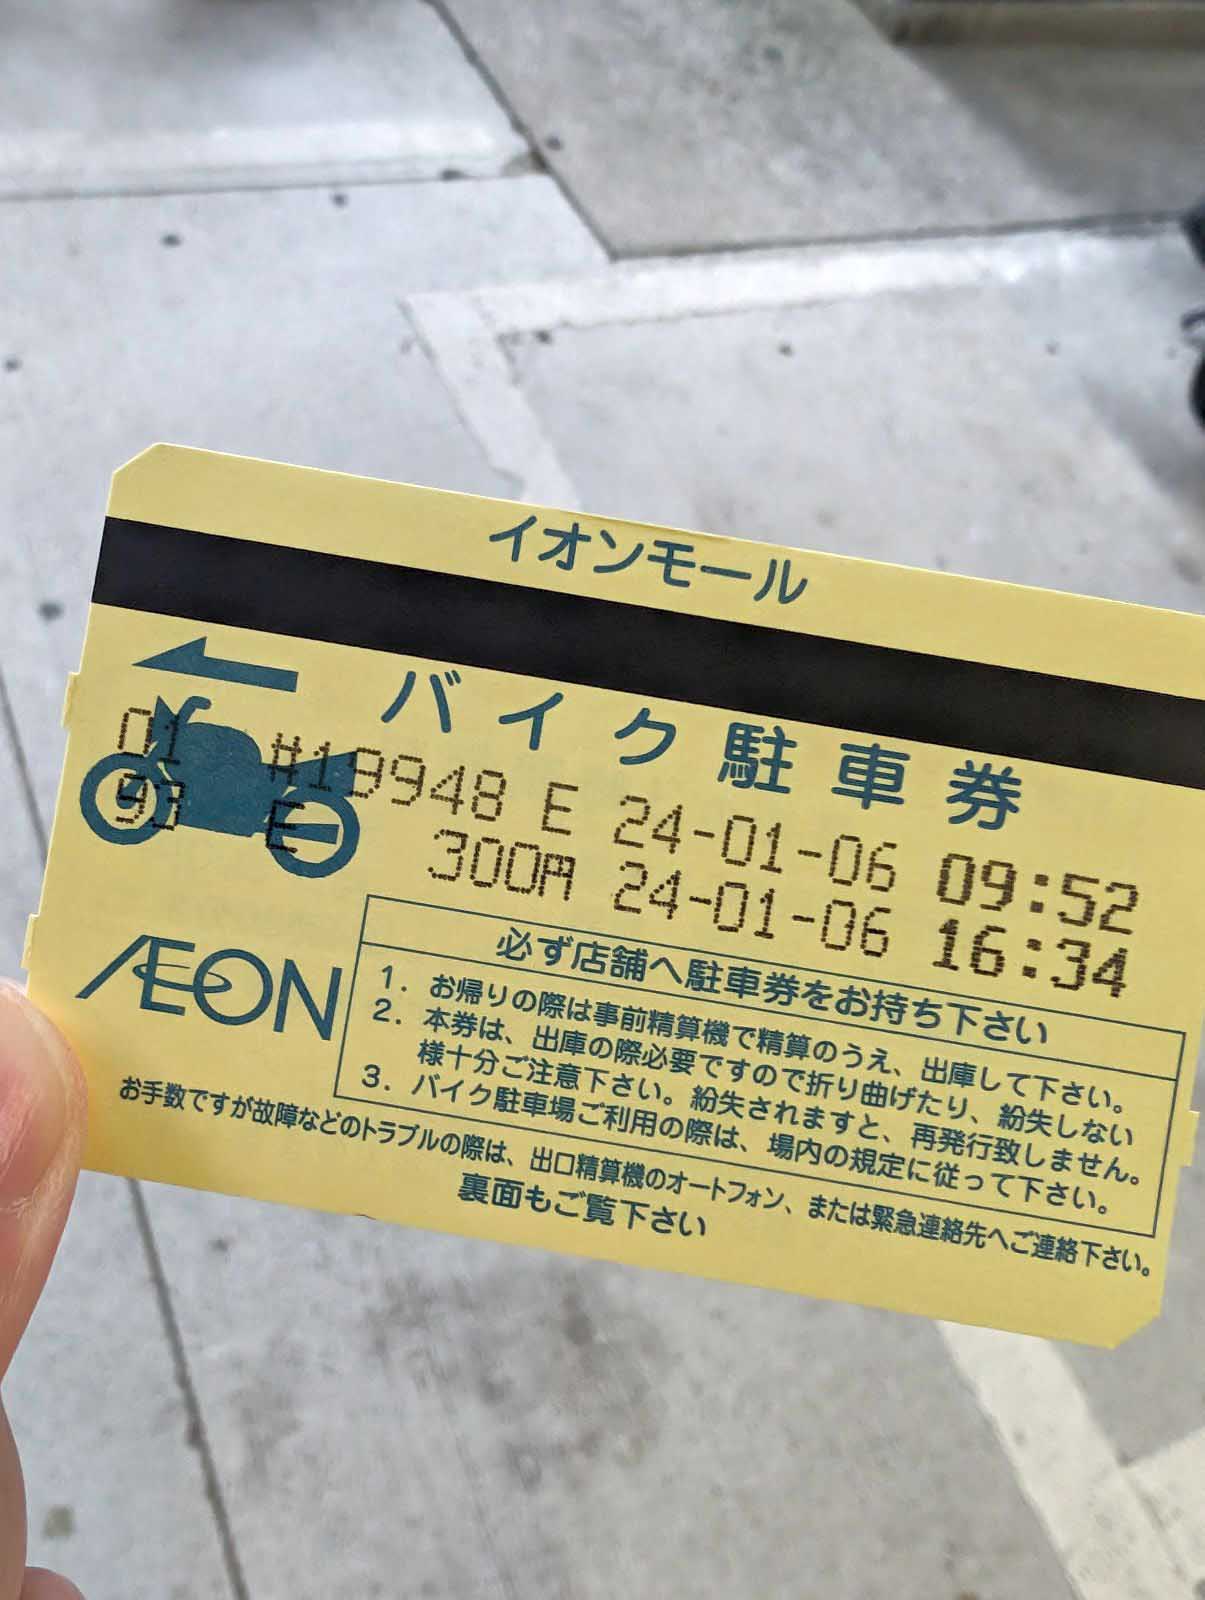 イオンモール
バイク駐車券
01 #19948 E 24-01-06 09:52
93 E 300円 24-01-06 16:34
ÆON
必ず店舗へ駐車券をお持ち下さい
1. お帰りの際は事前精算機で精算のうえ、出庫して下さい。
2. 本券は、出庫の際必要ですので折り曲げたり、紛失しない
様十分ご注意下さい。紛失されますと、再発行致しません。
3. バイク駐車場ご利用の際は、場内の規定に従って下さい。
お手数ですが故障などのトラブルの際は、出口精算機のオートフォン、または緊急連絡先へご連絡下さい。
裏面もご覧下さい